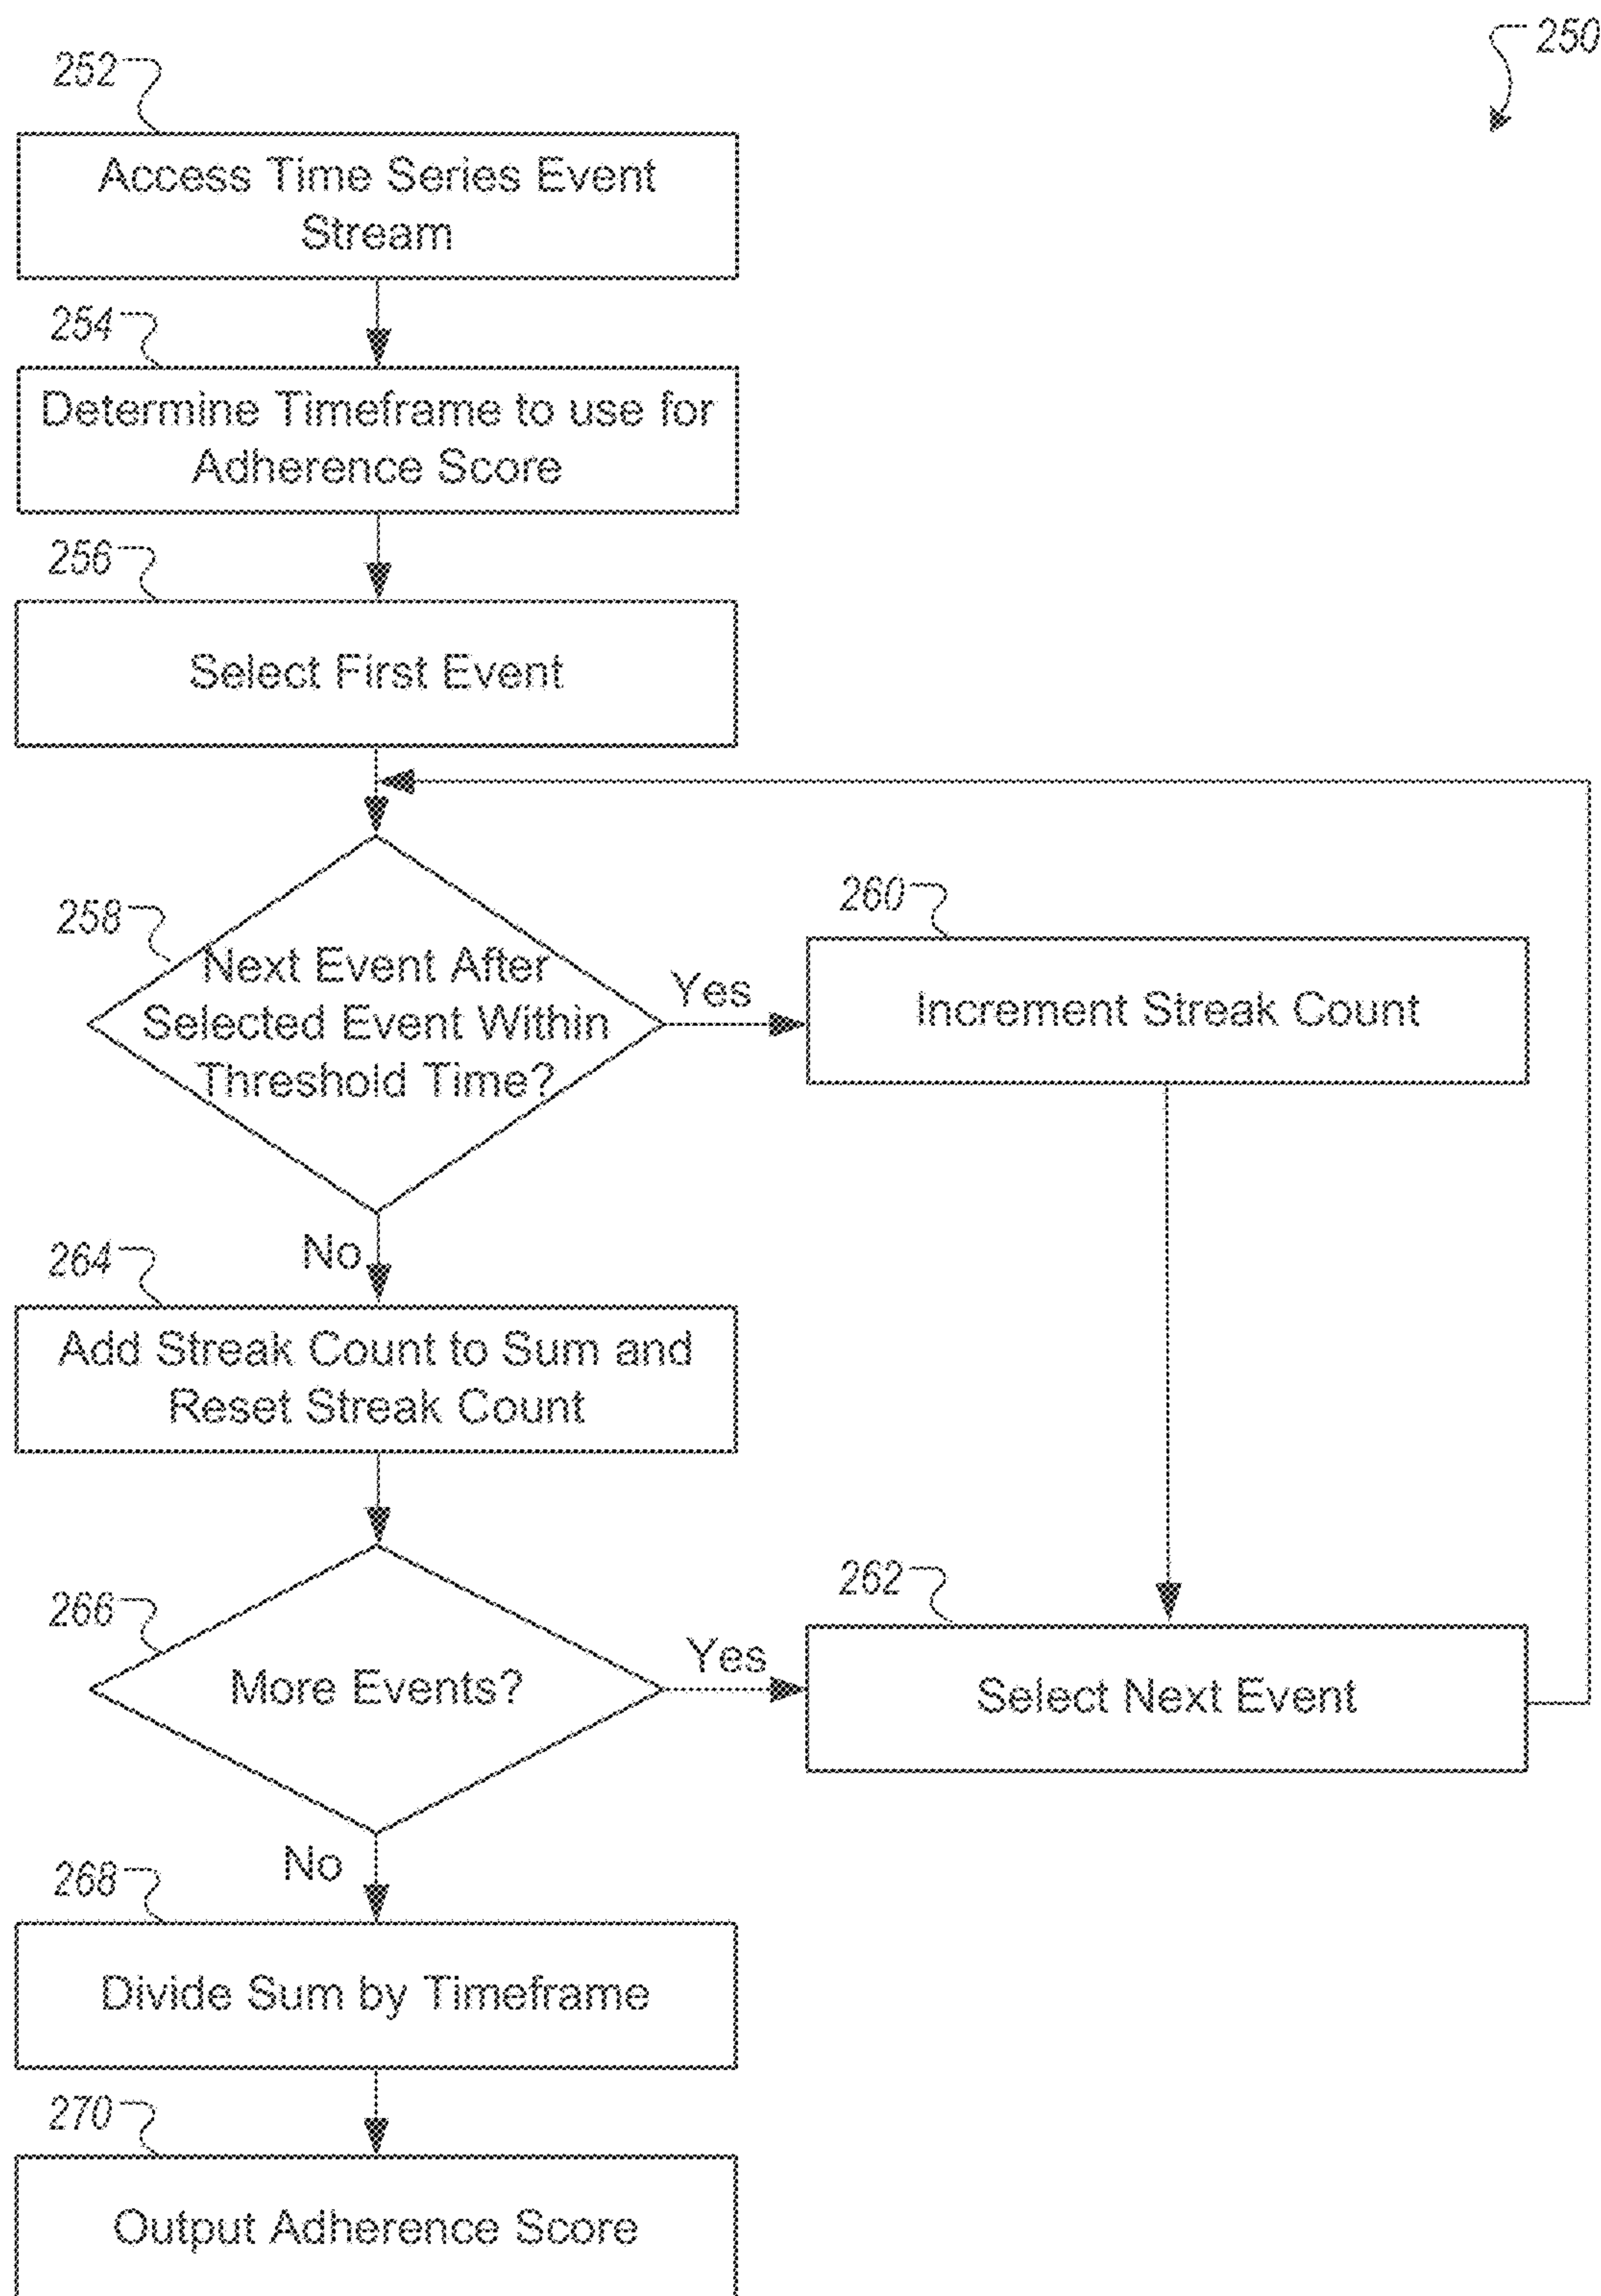 250
252
Access Time Series Event
Stream
254
Determine Timeframe to use for
Adherence Score
256
Select First Event
258
Next Event After
Selected Event Within
Threshold Time?
Yes
260
Increment Streak Count
No
264
Add Streak Count to Sum and
Reset Streak Count
266
More Events?
Yes
262
Select Next Event
No
268
Divide Sum by Timeframe
270
Output Adherence Score